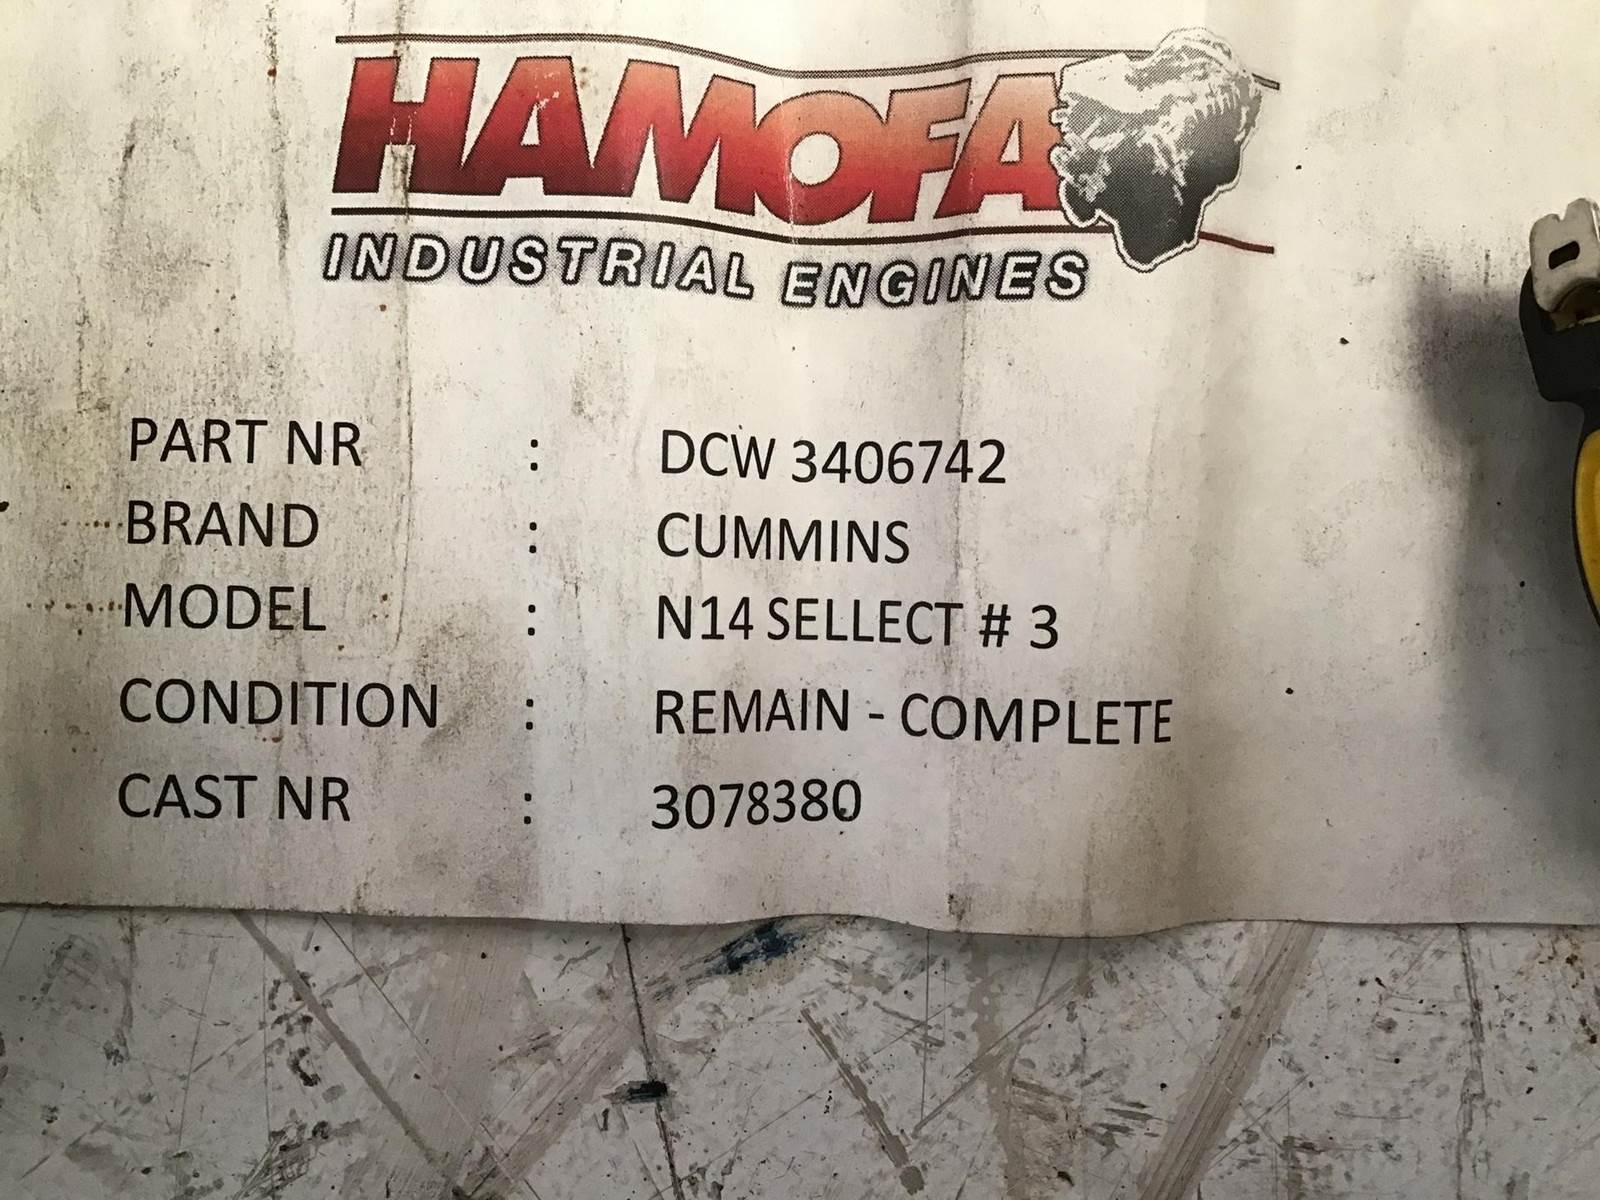 HAMOFA
INDUSTRIAL ENGINES
PART NR : DCW 3406742
BRAND : CUMMINS
MODEL : N14 SELLECT # 3
CONDITION : REMAIN - COMPLETE
CAST NR : 3078380